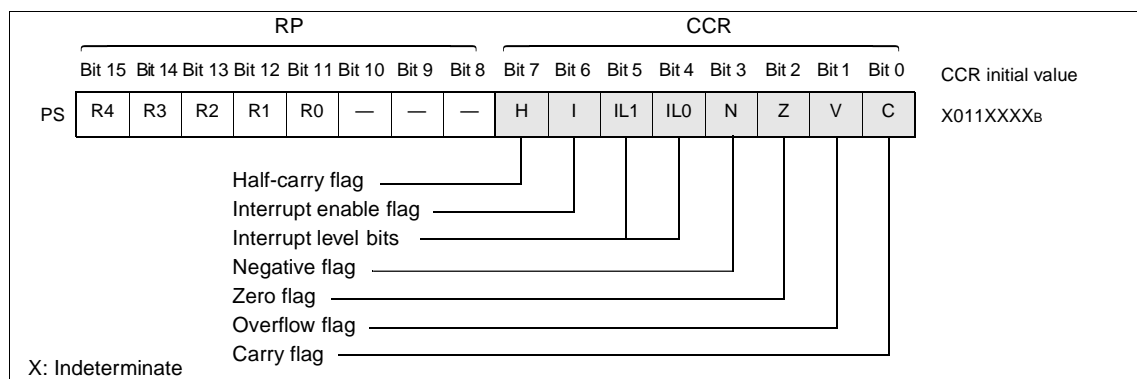 RP CCR
Bit 15 Bit 14 Bit 13 Bit 12 Bit 11 Bit 10 Bit 9 Bit 8 Bit 7 Bit 6 Bit 5 Bit 4 Bit 3 Bit 2 Bit 1 Bit 0 CCR initial value
PS R4 R3 R2 R1 R0 — — — H I IL1 IL0 N Z V C X011XXXXB
Half-carry flag
Interrupt enable flag
Interrupt level bits
Negative flag
Zero flag
Overflow flag
Carry flag
X: Indeterminate